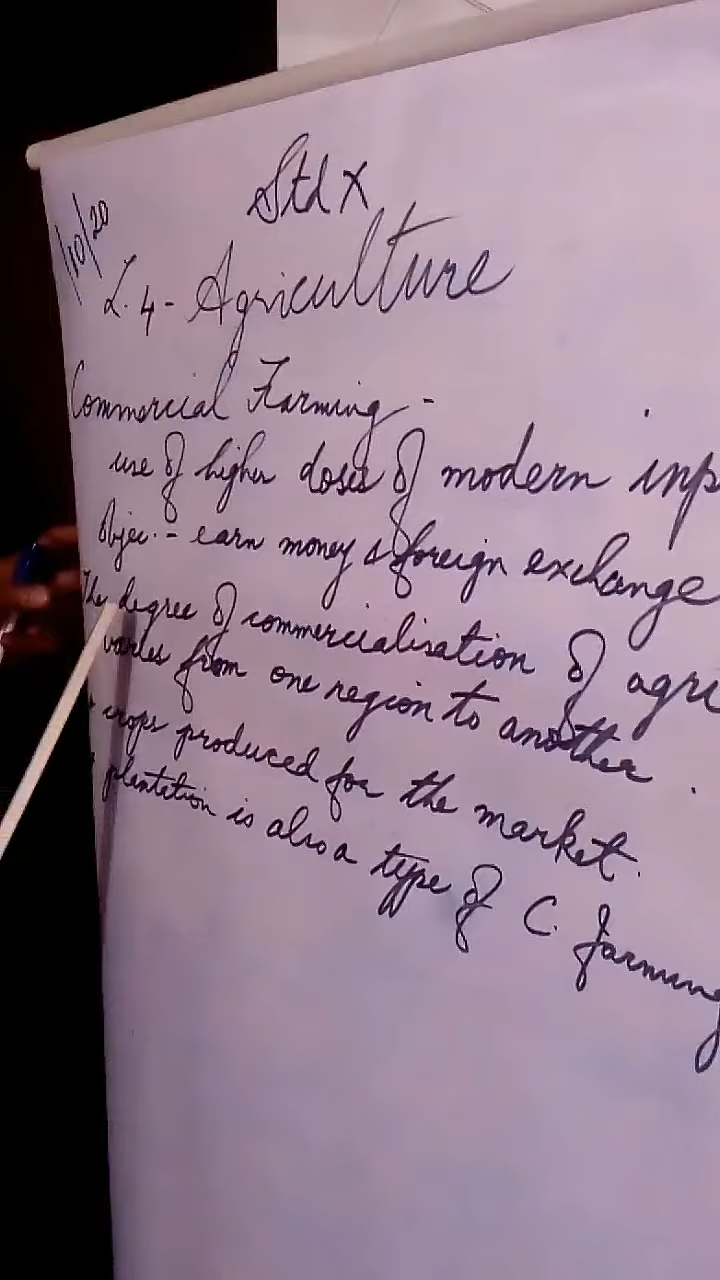 Std X
/10/20
L.4 - Agriculture
Commercial Farming -
use of higher doses of modern inp
Objec. - earn money & foreign exchange
The degree of commercialisation of agri
varies from one region to another.
crops produced for the market.
plantation is also a type of C. farming